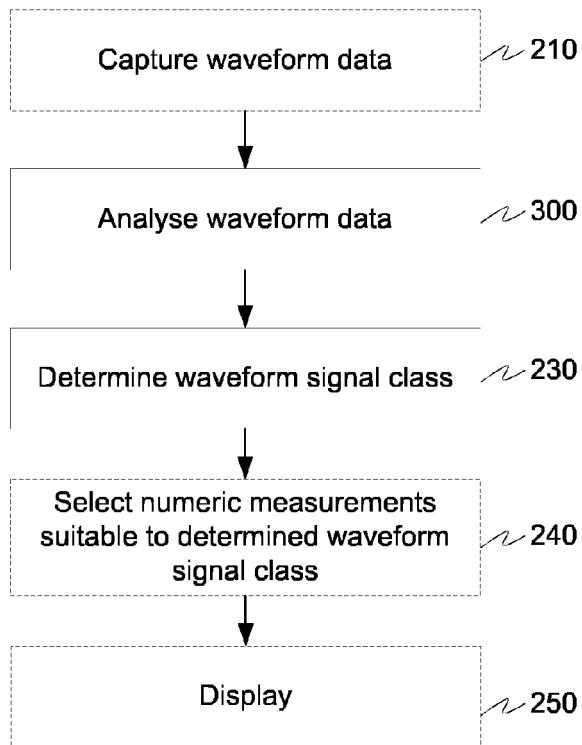 Capture waveform data
210
Analyse waveform data
300
Determine waveform signal class
230
Select numeric measurements
suitable to determined waveform
signal class
240
Display
250